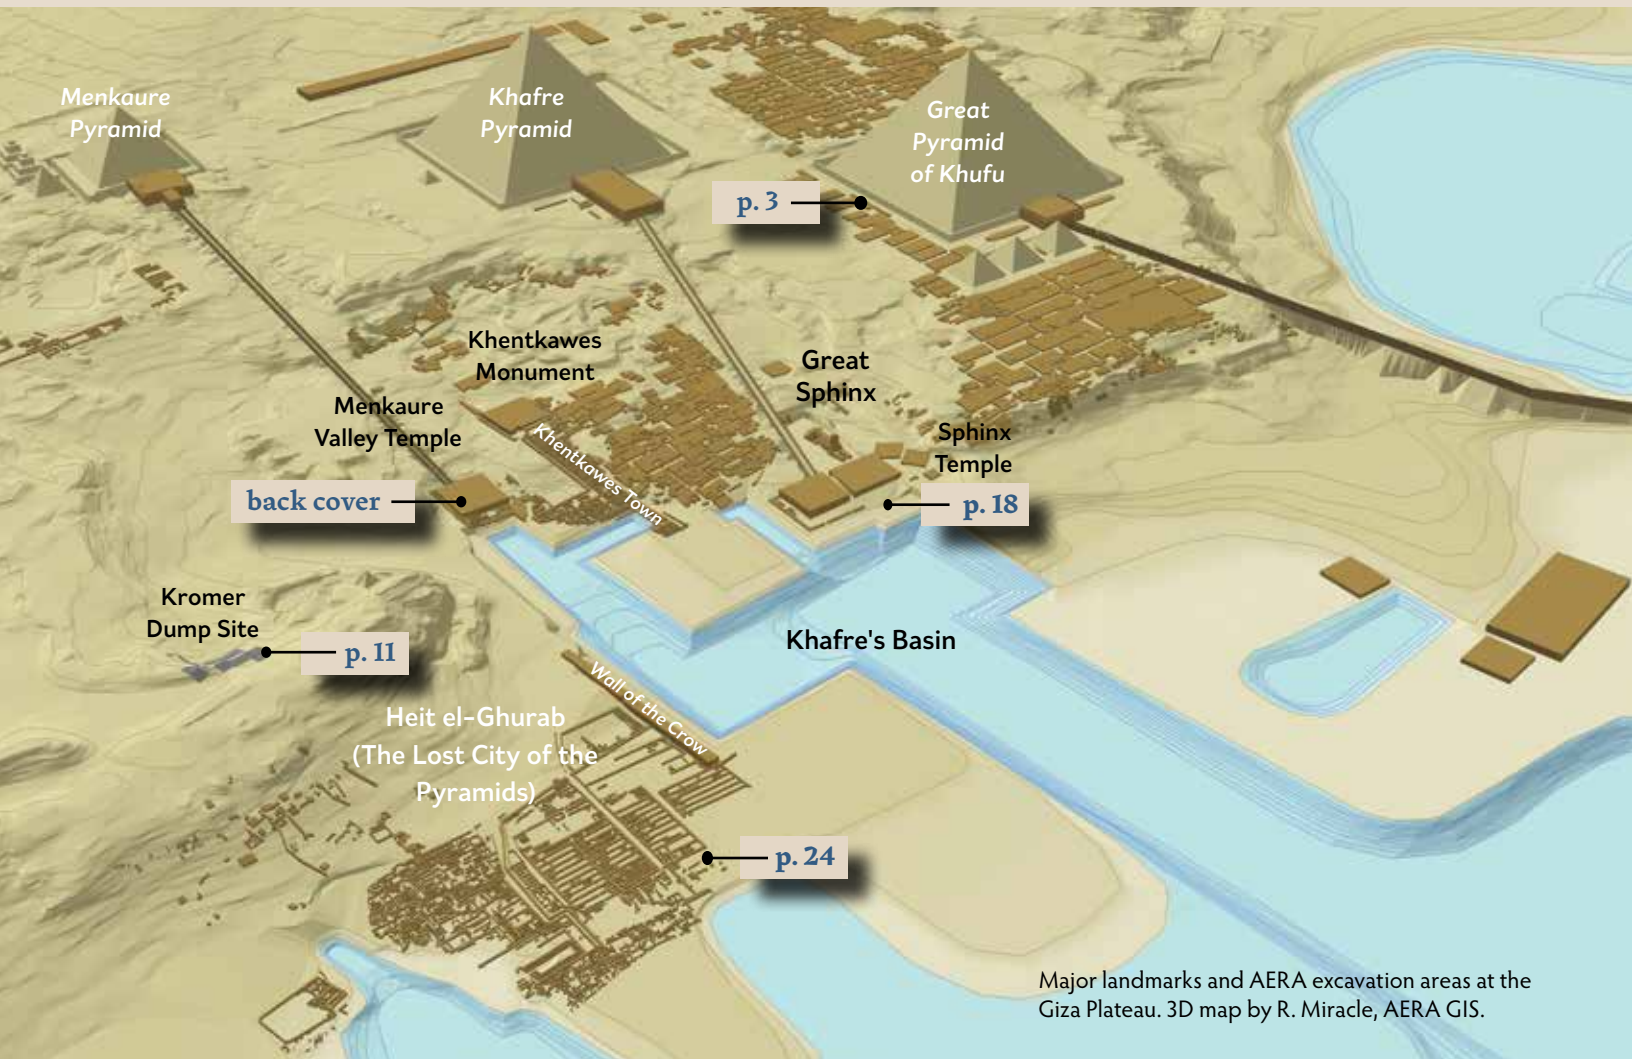 Menkaure
Pyramid
Khafre
Pyramid
Great
Pyramid
of Khufu
p. 3
Khentkawes
Monument
Great
Sphinx
Menkaure
Valley Temple
Khentkawes Town
Sphinx
Temple
back cover
p. 18
Kromer
Dump Site
p. 11
Khafre's Basin
Wall of the Crow
Heit el-Ghurab
(The Lost City of the
Pyramids)
p. 24
Major landmarks and AERA excavation areas at the
Giza Plateau. 3D map by R. Miracle, AERA GIS.